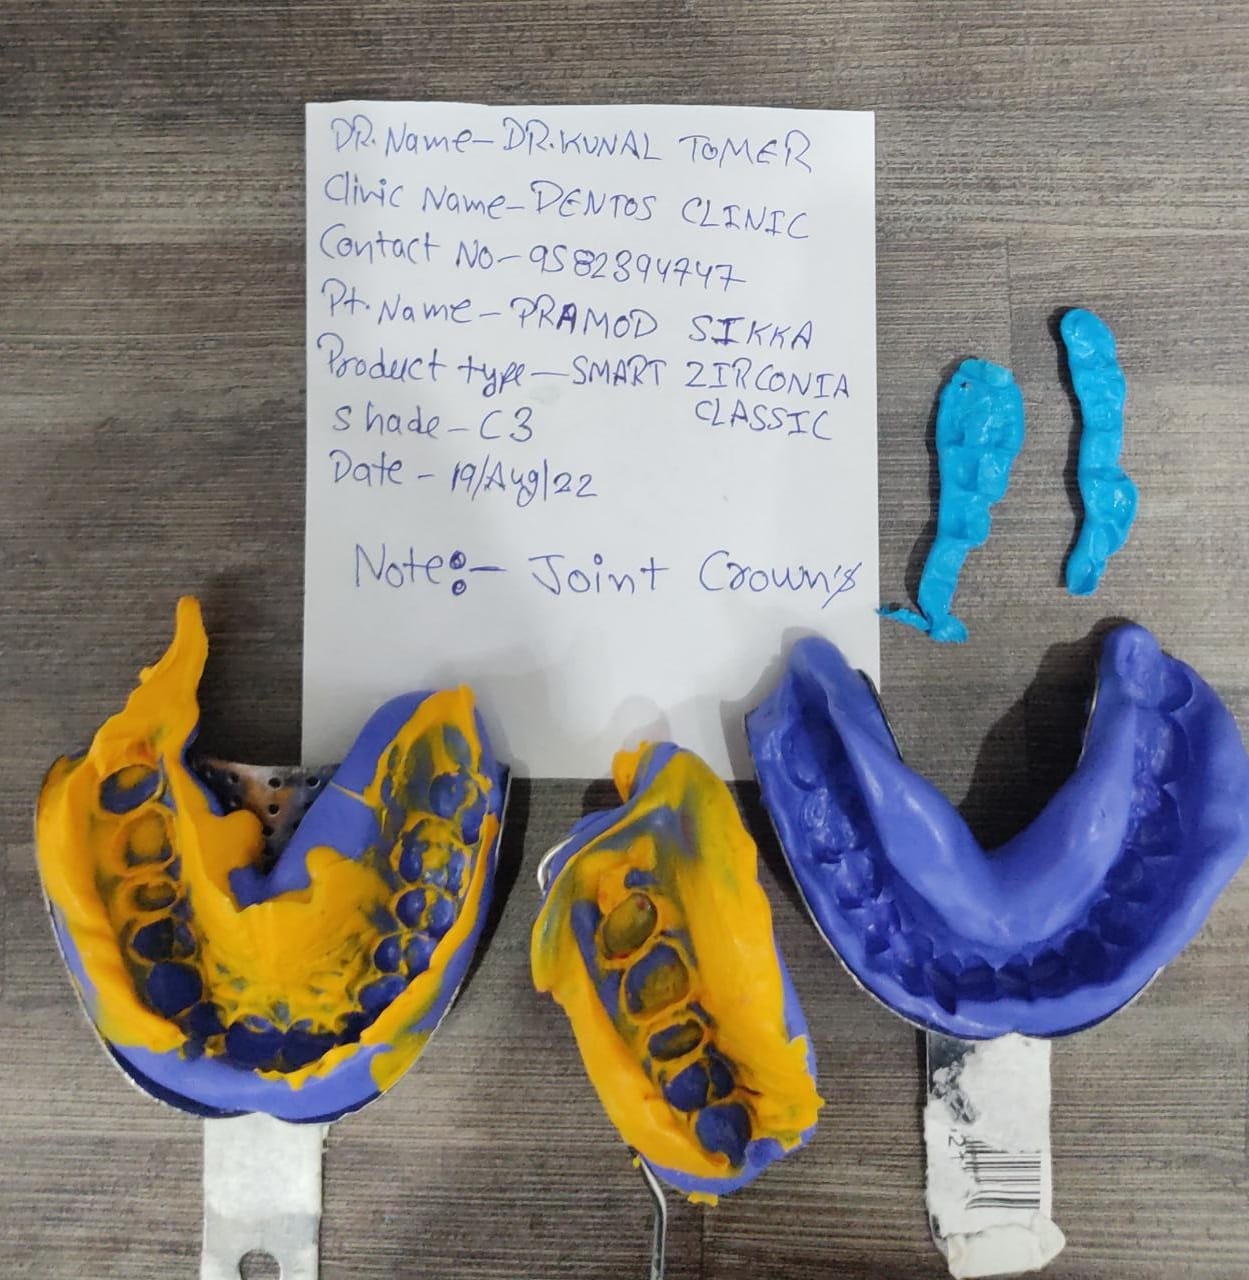 DR. Name - DR. KUNAL TOMER
Clinic Name - DENTOS CLINIC
Contact No - 9582394747
Pt. Name - PRAMOD SIKKA
Product type - SMART ZIRCONIA
CLASSIC
Shade - C3
Date - 19/Aug/22
Note:- Joint Crown's